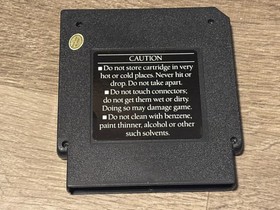 CAUTION
■ Do not store cartridge in very
hot or cold places. Never hit or
drop. Do not take apart.
■ Do not touch connectors;
do not get them wet or dirty.
Doing so may damage game.
■ Do not clean with benzene,
paint thinner, alcohol or other
such solvents.